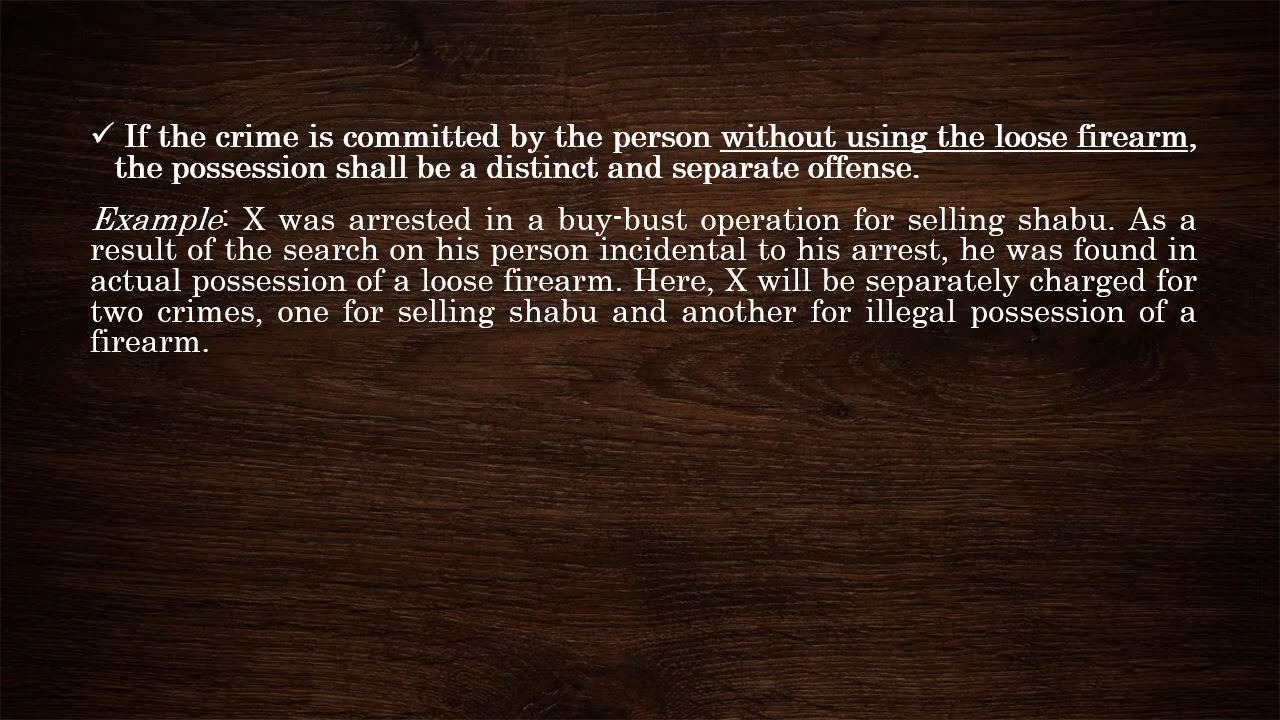 ✓ If the crime is committed by the person without using the loose firearm,
the possession shall be a distinct and separate offense.
Example: X was arrested in a buy-bust operation for selling shabu. As a
result of the search on his person incidental to his arrest, he was found in
actual possession of a loose firearm. Here, X will be separately charged for
two crimes, one for selling shabu and another for illegal possession of a
firearm.